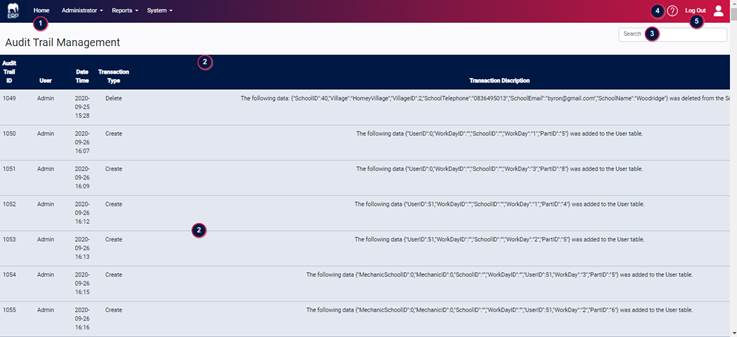 ERP Home Administrator Reports System 4 ? Log Out
1 5
Audit Trail Management Search 3
2
Audit
Trail
ID User Date
Time Transaction
Type Transaction Discription
1049 Admin 2020-
09-25
15:28 Delete The following data: {"SchoolID":40,"Village":"HomeyVillage","VillageID":2,"SchoolTelephone":"0836495013","SchoolEmail":"byron@gmail.com","SchoolName":"Woodridge"} was deleted from the Sc
1050 Admin 2020-
09-26
16:07 Create The following data {"UserID":0,"WorkDayID":"","SchoolID":"","WorkDay":"1","PartID":"5"} was added to the User table.
1051 Admin 2020-
09-26
16:09 Create The following data {"UserID":0,"WorkDayID":"","SchoolID":"","WorkDay":"3","PartID":"8"} was added to the User table.
1052 Admin 2020-
09-26
16:12 Create The following data {"UserID":51,"WorkDayID":"","SchoolID":"","WorkDay":"1","PartID":"4"} was added to the User table.
2
1053 Admin 2020-
09-26
16:13 Create The following data {"UserID":51,"WorkDayID":"","SchoolID":"","WorkDay":"2","PartID":"5"} was added to the User table.
1054 Admin 2020-
09-26
16:15 Create The following data {"MechanicSchoolID":0,"MechanicID":0,"SchoolID":"","WorkDayID":"","UserID":51,"WorkDay":"3","PartID":"5"} was added to the User table.
1055 Admin 2020-
09-26
16:16 Create The following data {"MechanicSchoolID":0,"MechanicID":0,"SchoolID":"","WorkDayID":"","UserID":51,"WorkDay":"2","PartID":"6"} was added to the User table.